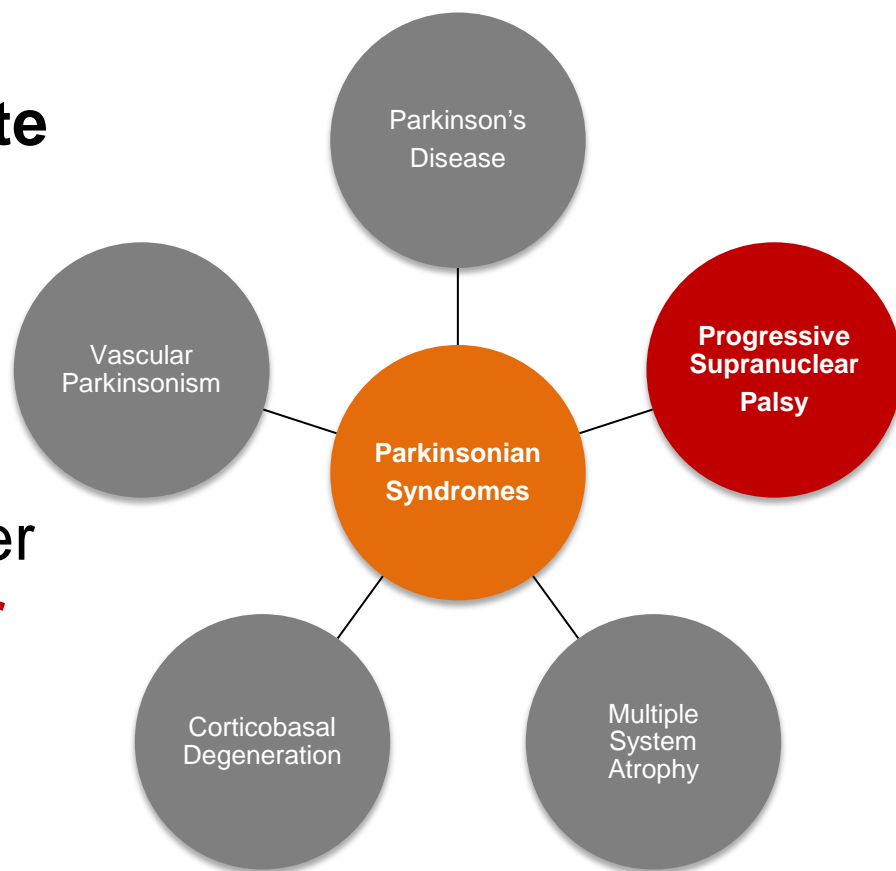 Parkinson's
Disease
Vascular
Parkinsonism
Progressive
Supranuclear
Palsy
Parkinsonian
Syndromes
Corticobasal
Degeneration
Multiple
System
Atrophy